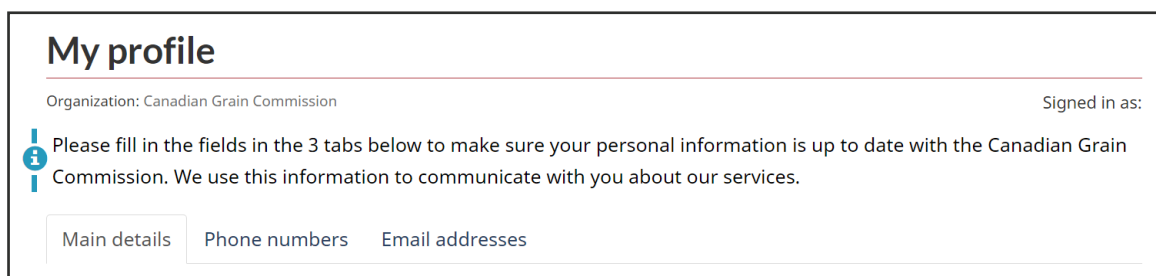 My profile
Organization: Canadian Grain Commission
Signed in as:
Please fill in the fields in the 3 tabs below to make sure your personal information is up to date with the Canadian Grain
Commission. We use this information to communicate with you about our services.
Main details Phone numbers Email addresses